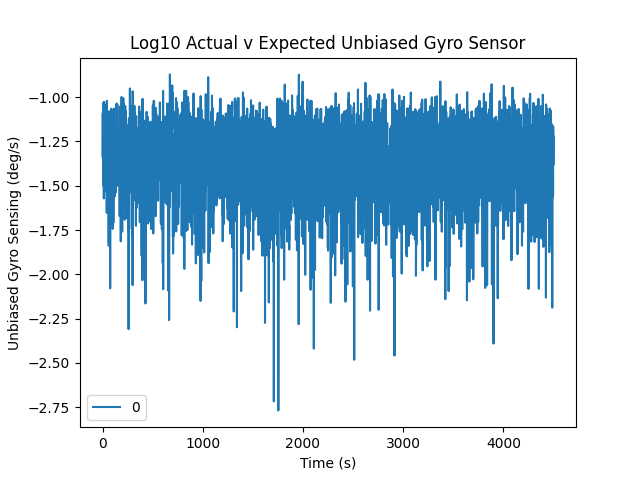 Log10 Actual v Expected Unbiased Gyro Sensor
Unbiased Gyro Sensing (deg/s)
−1.00
−1.25
−1.50
−1.75
−2.00
−2.25
−2.50
−2.75
0
0 1000 2000 3000 4000
Time (s)